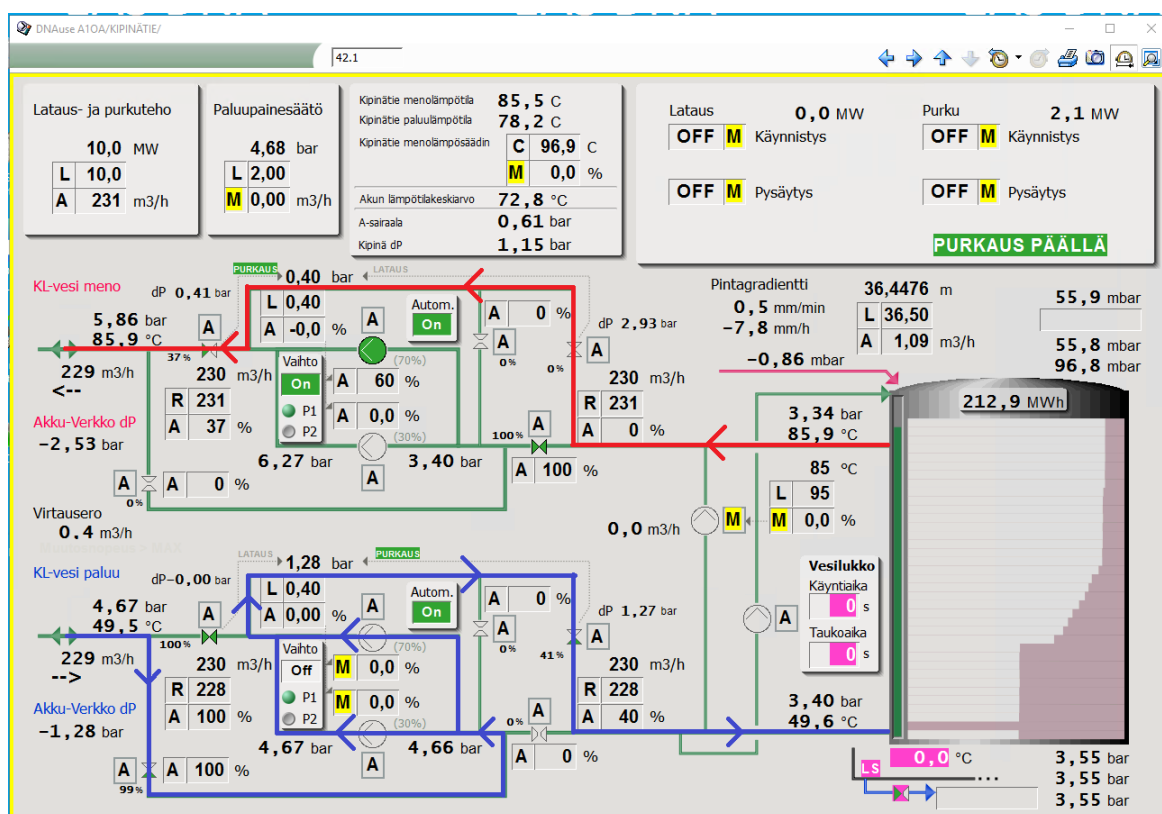 DNAuse A1OA/KIPINÄTIE/
42.1
Lataus- ja purkuteho
10,0 MW
L 10,0
A 231 m3/h
Paluupainesäätö
4,68 bar
L 2,00
M 0,00 m3/h
Kipinätie menolämpötila 85,5 C
Kipinätie paluulämpötila 78,2 C
Kipinätie menolämpösäädin C 96,9 C
M 0,0 %
Akun lämpötilakeskiarvo 72,8 °C
A-sairaala 0,61 bar
Kipinä dP 1,15 bar
Lataus 0,0 MW
OFF M Käynnistys
OFF M Pysäytys
Purku 2,1 MW
OFF M Käynnistys
OFF M Pysäytys
PURKAUS PÄÄLLÄ
KL-vesi meno
dP 0,41 bar
PURKAUS 0,40 bar LATAUS
L 0,40
A -0,0 %
A
Autom.
On
5,86 bar
85,9 °C
A
37 %
229 m3/h
<--
230 m3/h
R 231
A 37 %
Vaihto
On
P1
P2
(70%)
A 60 %
A 0,0 %
(30%)
A
6,27 bar
3,40 bar
A 0 %
A
0%
dP 2,93 bar
A
0%
230 m3/h
R 231
A 0 %
100% A
A 100 %
Akku-Verkko dP
-2,53 bar
A A 0 %
0%
Virtausero
0.4 m3/h
Pintagradientti
0,5 mm/min
-7,8 mm/h
-0,86 mbar
36,4476 m
L 36,50
A 1,09 m3/h
55,9 mbar
55,8 mbar
96,8 mbar
212,9 MWh
3,34 bar
85,9 °C
85 °C
L 95
M M 0,0 %
0,0 m3/h
Vesilukko
Käyntiaika
0 s
Taukoaika
0 s
A
3,40 bar
49,6 °C
KL-vesi paluu
dP-0,00 bar
LATAUS 1,28 bar PURKAUS
L 0,40
A 0,00 %
A
Autom.
On
4,67 bar
49,5 °C
A
100%
229 m3/h
-->
230 m3/h
R 228
A 100 %
Vaihto
Off
P1
P2
(70%)
M 0,0 %
M 0,0 %
(30%)
A
4,67 bar
4,66 bar
A 0 %
A
0%
dP 1,27 bar
A
41%
230 m3/h
R 228
A 40 %
0% A
A 0 %
Akku-Verkko dP
-1,28 bar
A A 100 %
99%
LS
0,0 °C
...
3,55 bar
3,55 bar
3,55 bar